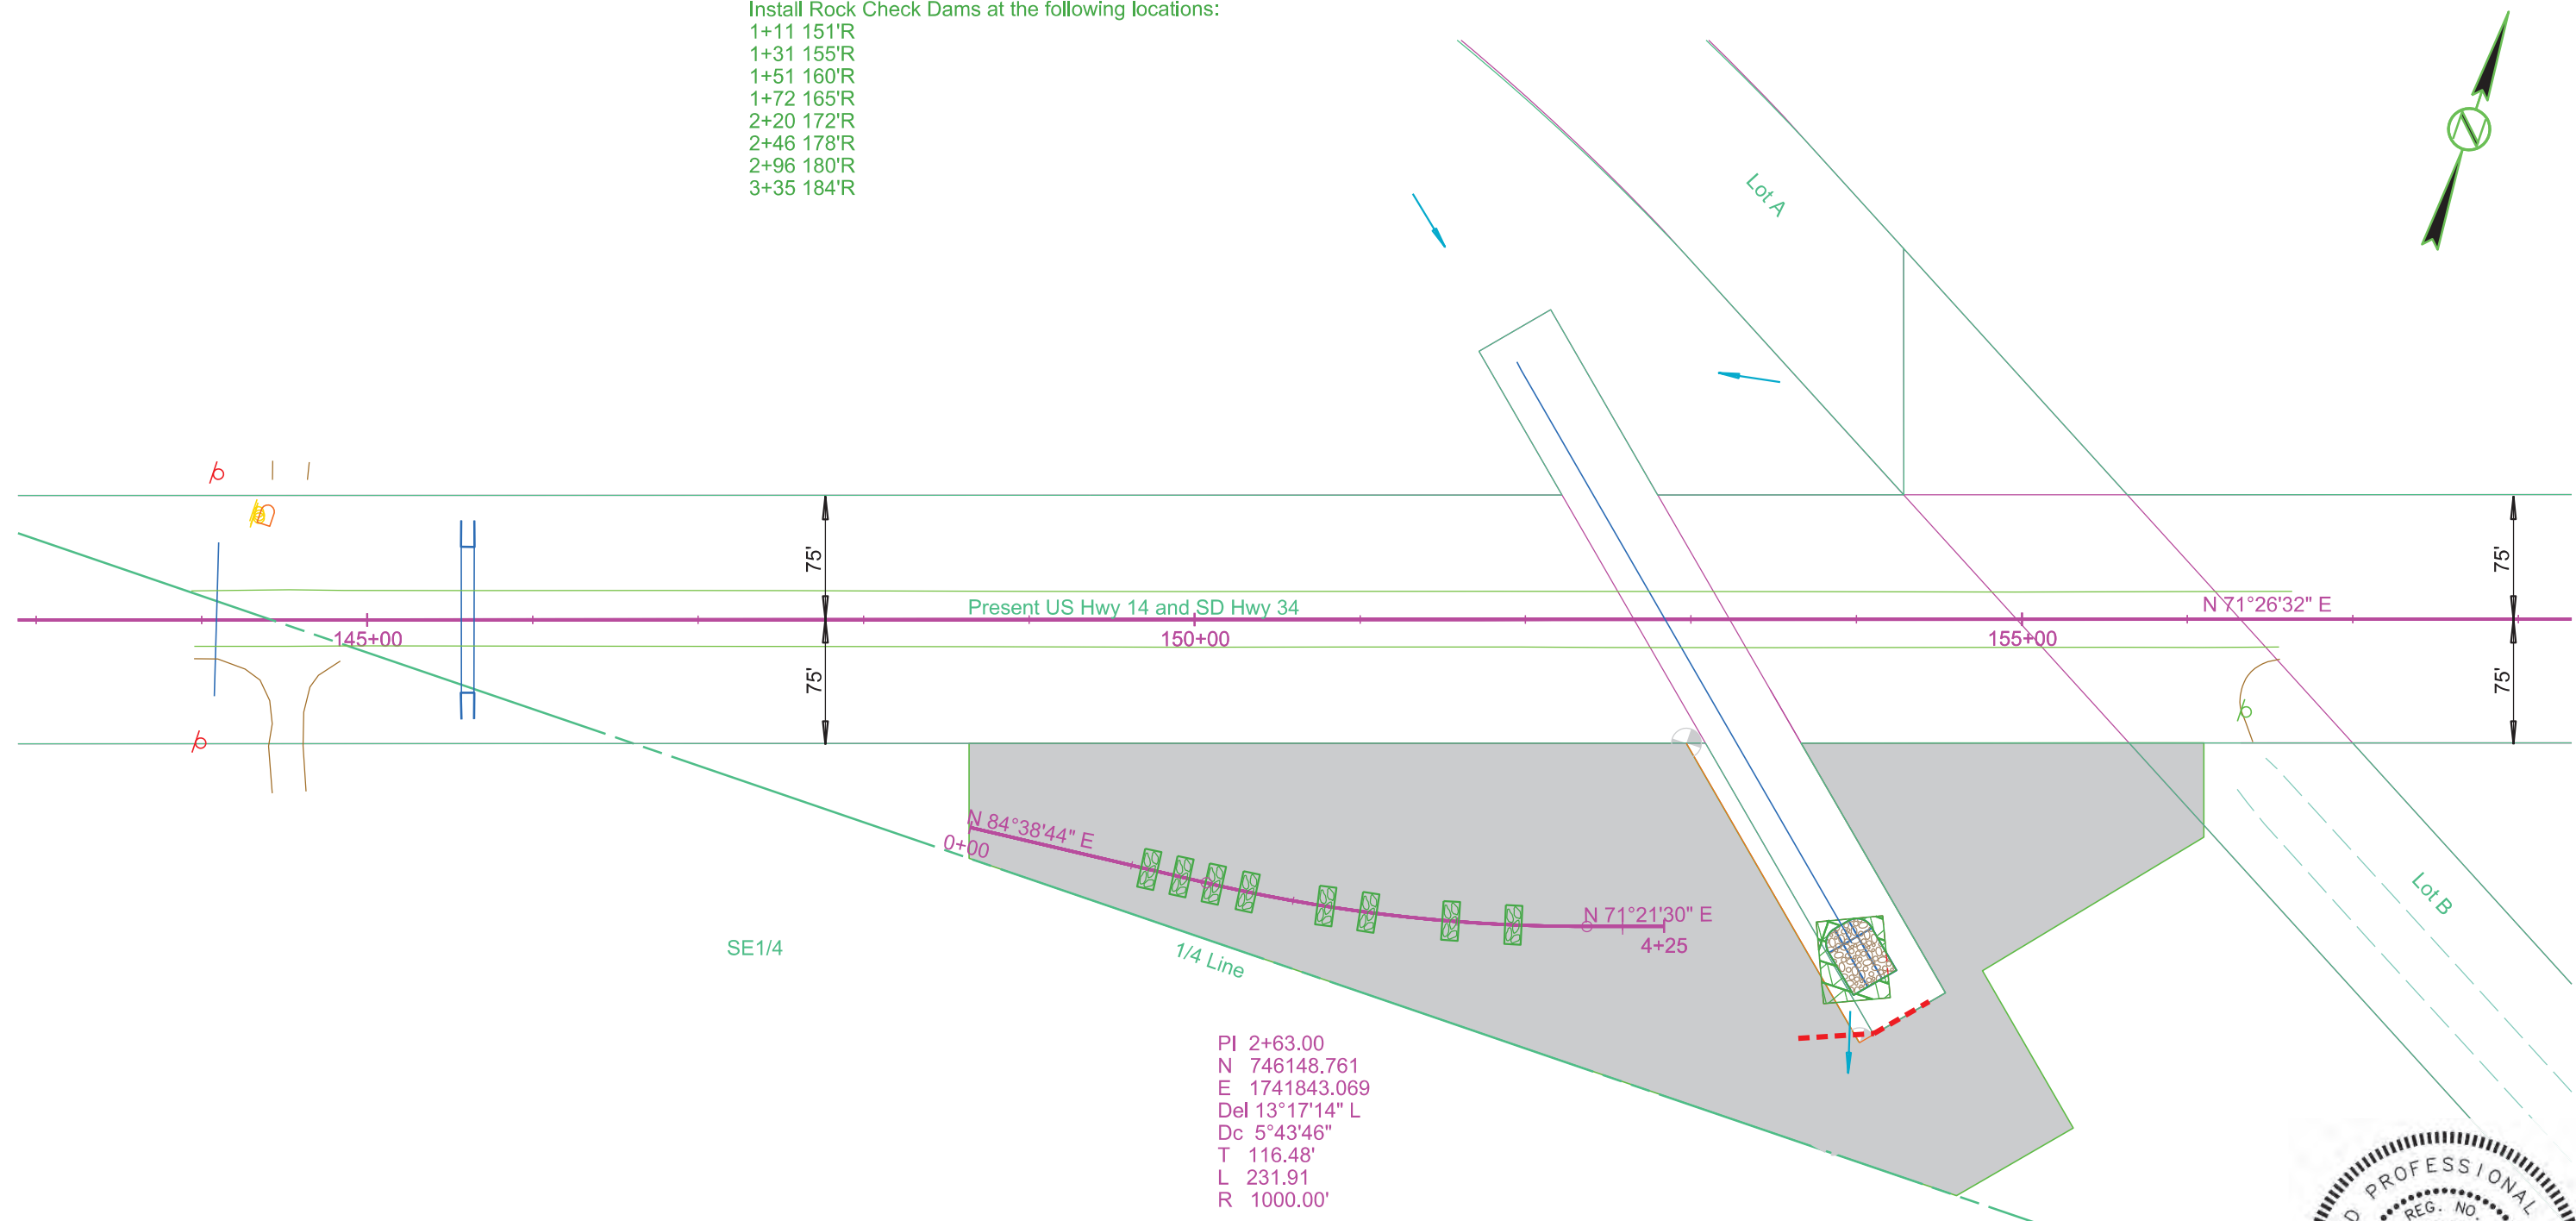 Install Rock Check Dams at the following locations:
1+11 151'R
1+31 155'R
1+51 160'R
1+72 165'R
2+20 172'R
2+46 178'R
2+96 180'R
3+35 184'R
N
Lot A
75'
75'
Present US Hwy 14 and SD Hwy 34
N 71°26'32" E
145+00
150+00
155+00
75'
75'
N 84°38'44" E
0+00
N 71°21'30" E
4+25
Lot B
SE1/4
1/4 Line
PI 2+63.00
N 746148.761
E 1741843.069
Del 13°17'14" L
Dc 5°43'46"
T 116.48'
L 231.91
R 1000.00'
D PROFESSIONAL
REG. NO.